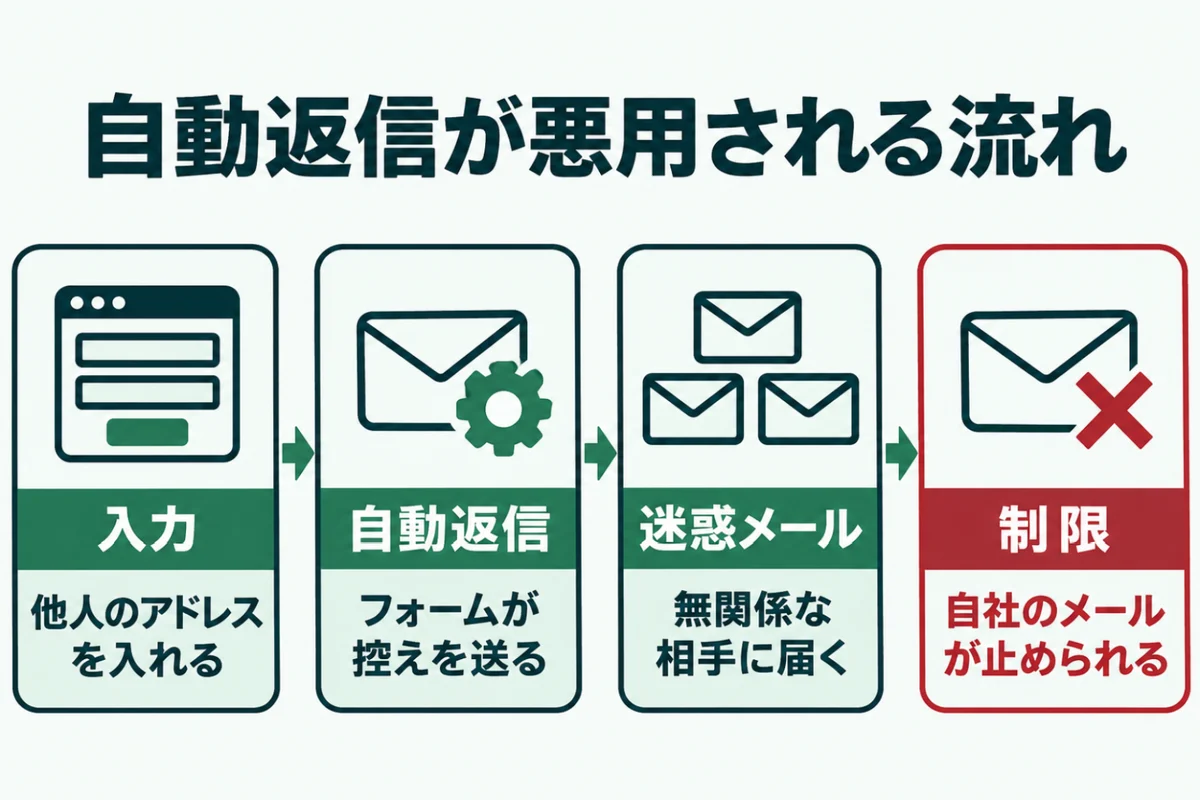 自動返信が悪用される流れ
入力
他人のアドレス
を入れる
自動返信
フォームが
控えを送る
迷惑メール
無関係な
相手に届く
制限
自社のメール
が止められる